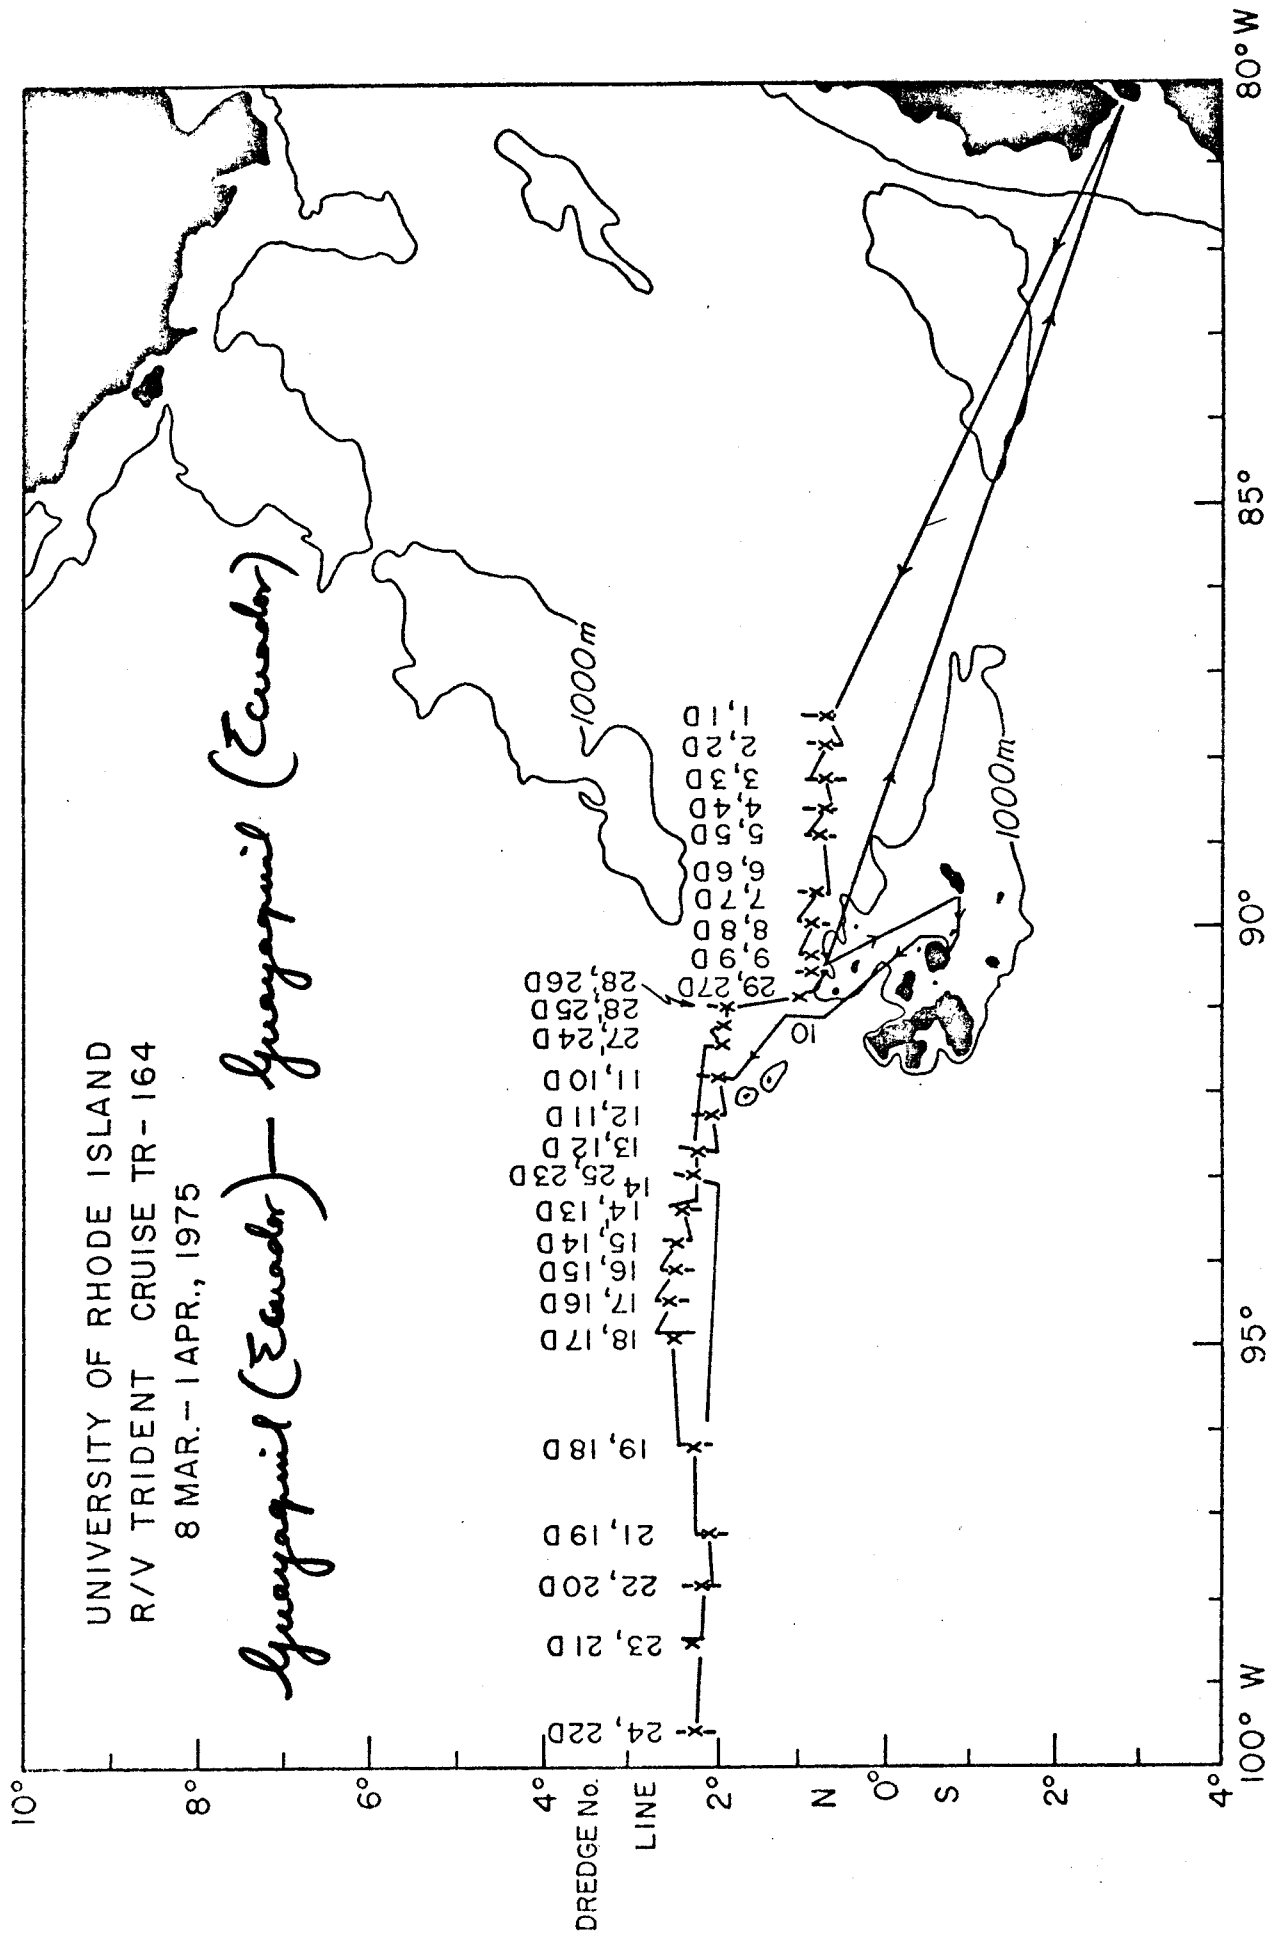 UNIVERSITY OF RHODE ISLAND
R/V TRIDENT CRUISE TR-164
8 MAR.-1 APR., 1975
Guayaquil (Ecuador) — Guayaquil (Ecuador)
10°
8°
6°
4°
DREDGE No.
LINE
2°
N
0°
S
2°
4°
24, 22D
23, 21D
22, 20D
21, 19D
19, 18D
18, 17D
17, 16D
16, 15D
15, 14D
14', 13D
14
25, 23D
13, 12D
12, 11D
11, 10D
27', 24D
28', 25D
28', 26D
29, 27D
9, 9D
8, 8D
7, 7D
6, 6D
5, 5D
4, 4D
3, 3D
2, 2D
1, 1D
10
1000m
1000m
100° W
95°
90°
85°
80° W